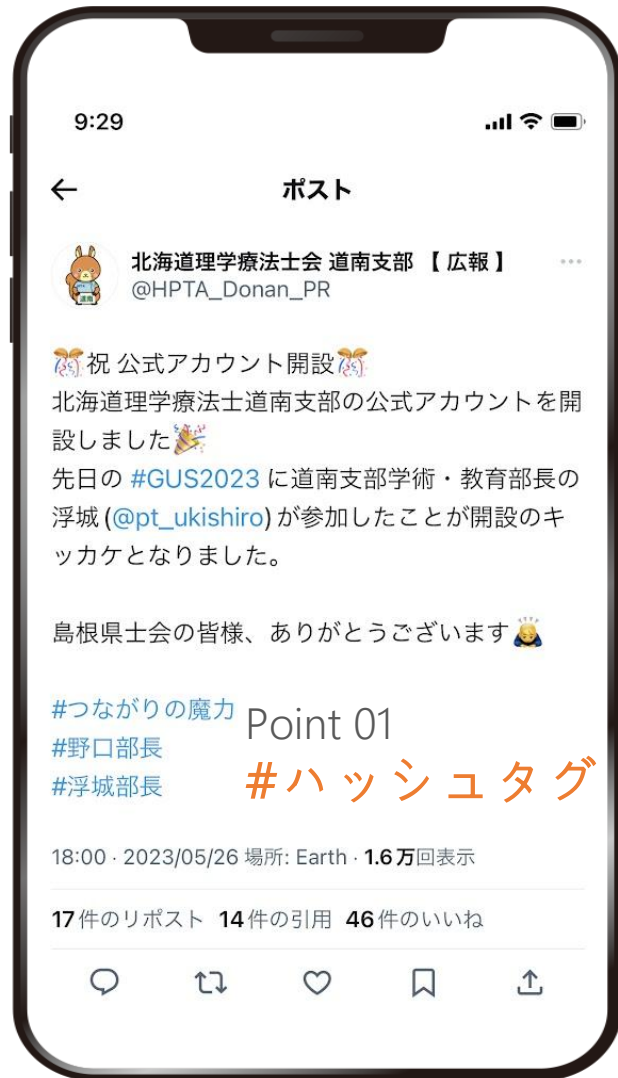 9:29
ポスト
北海道理学療法士会 道南支部 【 広報 】
@HPTA_Donan_PR
🎊祝 公式アカウント開設🎊
北海道理学療法士道南支部の公式アカウントを開
設しました🎉
先日の #GUS2023 に道南支部学術・教育部長の
浮城(@pt_ukishiro)が参加したことが開設のキ
ッカケとなりました。
島根県士会の皆様、ありがとうございます🙇
#つながりの魔力
#野口部長
#浮城部長
Point 01
#ハッシュタグ
18:00 · 2023/05/26 場所: Earth · 1.6万回表示
17件のリポスト 14件の引用 46件のいいね